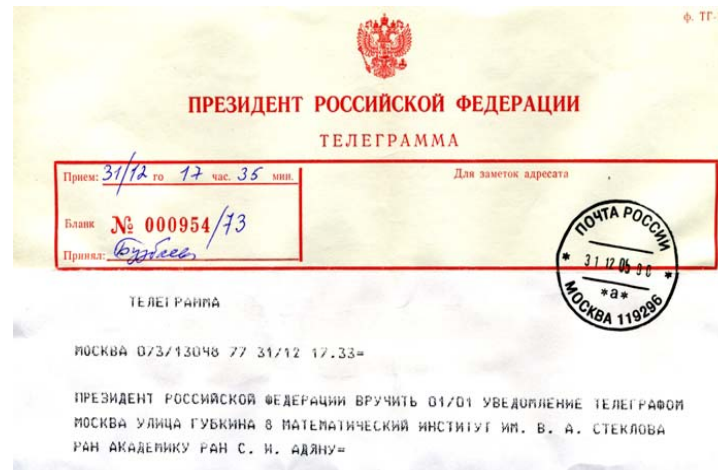 ф. ТГ-
ПРЕЗИДЕНТ РОССИЙСКОЙ ФЕДЕРАЦИИ
ТЕЛЕГРАММА
Прием: 31/12 го 17 час. 35 мин.
Для заметок адресата
Бланк № 000954/73
Принял:
ПОЧТА РОССИИ
31 12 05
*а*
МОСКВА 119296
ТЕЛЕГРАММА
МОСКВА 073/13048 77 31/12 17.33=
ПРЕЗИДЕНТ РОССИЙСКОЙ ФЕДЕРАЦИИ ВРУЧИТЬ 01/01 УВЕДОМЛЕНИЕ ТЕЛЕГРАФОМ
МОСКВА УЛИЦА ГУБКИНА 8 МАТЕМАТИЧЕСКИЙ ИНСТИТУТ ИМ. В. А. СТЕКЛОВА
РАН АКАДЕМИКУ РАН С. И. АДЯНУ=